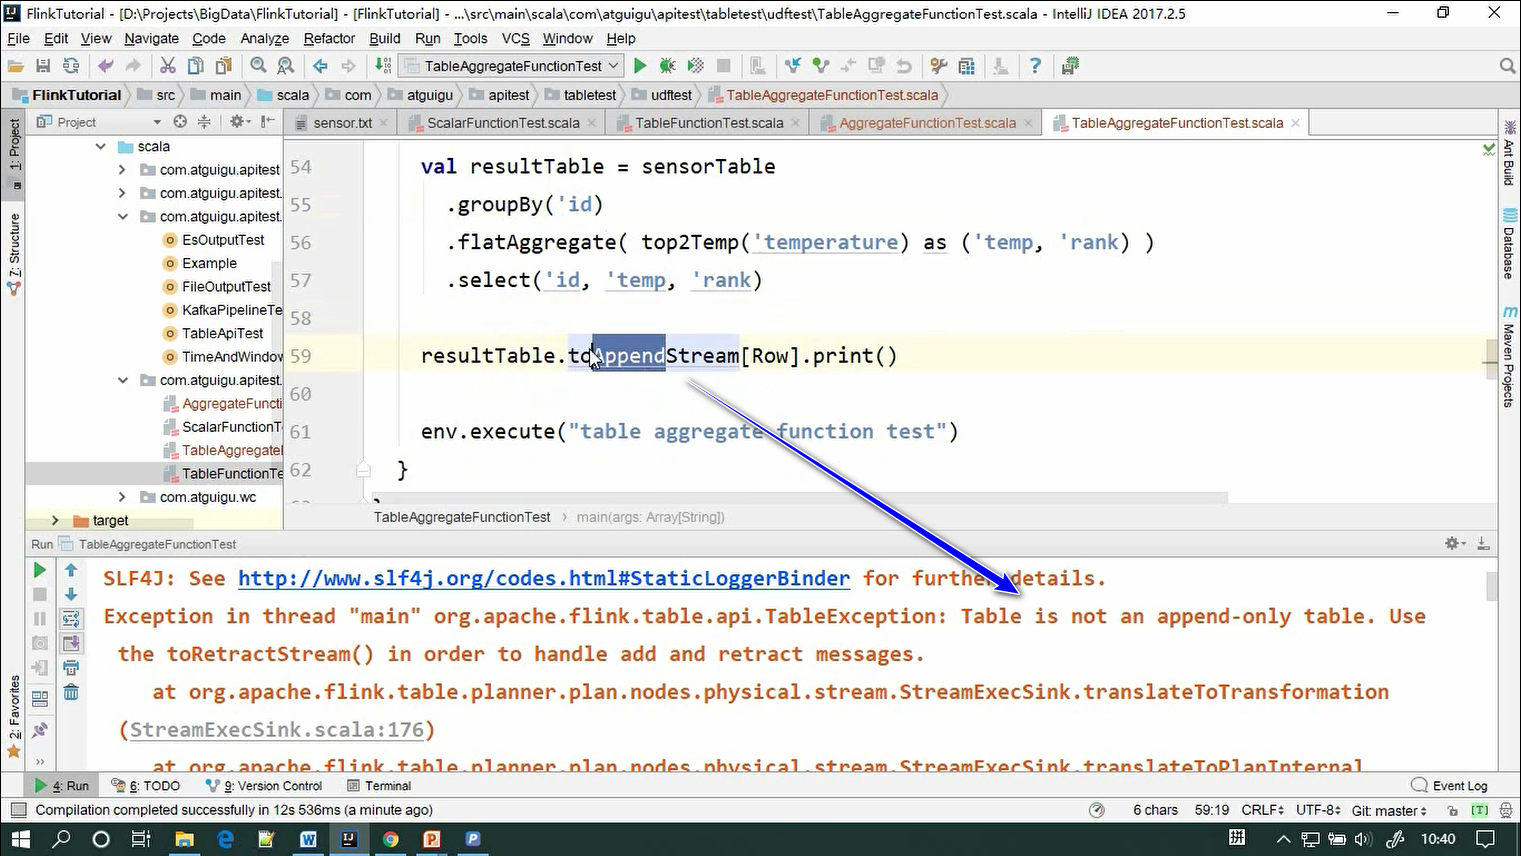 FlinkTutorial - [D:\Projects\BigData\FlinkTutorial] - [FlinkTutorial] - ...\src\main\scala\com\atguigu\apitest\tabletest\udftest\TableAggregateFunctionTest.scala - IntelliJ IDEA 2017.2.5
File Edit View Navigate Code Analyze Refactor Build Run Tools VCS Window Help
TableAggregateFunctionTest
FlinkTutorial src main scala com atguigu apitest tabletest udftest TableAggregateFunctionTest.scala
Project sensor.txt ScalarFunctionTest.scala TableFunctionTest.scala AggregateFunctionTest.scala TableAggregateFunctionTest.scala
1: Project
7: Structure
2: Favorites
Ant Build
Database
Maven Projects
scala
com.atguigu.apitest
com.atguigu.apitest.
com.atguigu.apitest.
EsOutputTest
Example
FileOutputTest
KafkaPipelineTe
TableApiTest
TimeAndWindow
com.atguigu.apitest.
AggregateFuncti
ScalarFunctionT
TableAggregateF
TableFunctionTe
com.atguigu.wc
target
54 val resultTable = sensorTable
55 .groupBy('id)
56 .flatAggregate( top2Temp('temperature) as ('temp, 'rank) )
57 .select('id, 'temp, 'rank)
58
59 resultTable.toAppendStream[Row].print()
60
61 env.execute("table aggregate function test")
62 }
TableAggregateFunctionTest › main(args: Array[String])
Run TableAggregateFunctionTest
SLF4J: See http://www.slf4j.org/codes.html#StaticLoggerBinder for further details.
Exception in thread "main" org.apache.flink.table.api.TableException: Table is not an append-only table. Use
the toRetractStream() in order to handle add and retract messages.
at org.apache.flink.table.planner.plan.nodes.physical.stream.StreamExecSink.translateToTransformation
(StreamExecSink.scala:176)
at org.apache.flink.table.planner.plan.nodes.physical.stream.StreamExecSink.translateToPlanInternal
4: Run 6: TODO 9: Version Control Terminal Event Log
Compilation completed successfully in 12s 536ms (a minute ago) 6 chars 59:19 CRLF UTF-8 Git: master [T]
10:40